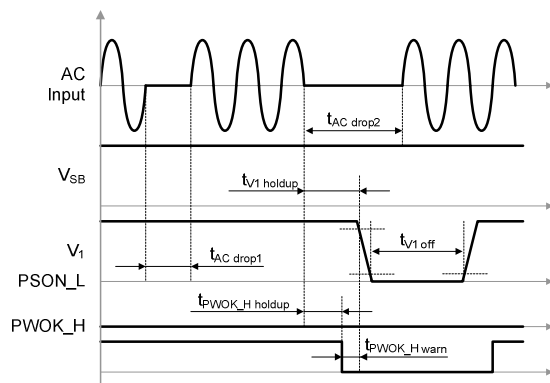 AC
Input
tAC drop2
VSB
tV1 holdup
V1
tV1 off
tAC drop1
PSON_L
tPWOK_H holdup
PWOK_H
tPWOK_H warn